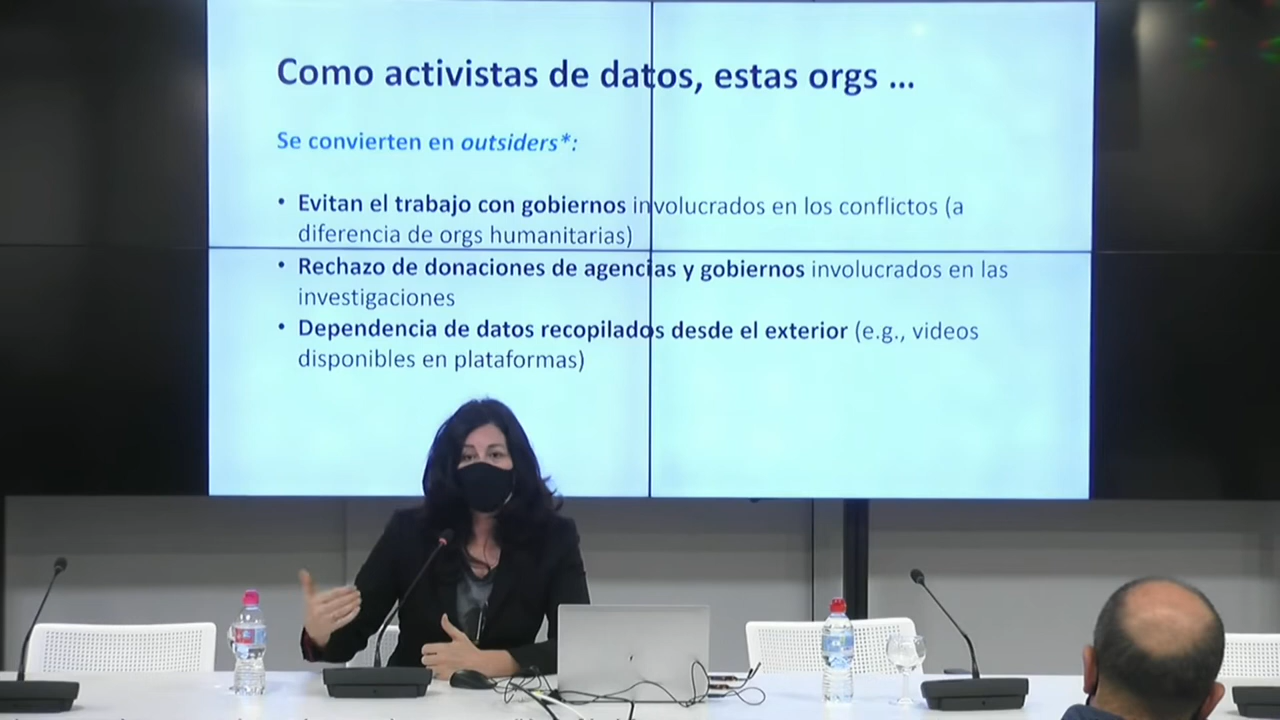 Como activistas de datos, estas orgs ...
Se convierten en outsiders*:
• Evitan el trabajo con gobiernos involucrados en los conflictos (a
diferencia de orgs humanitarias)
• Rechazo de donaciones de agencias y gobiernos involucrados en las
investigaciones
• Dependencia de datos recopilados desde el exterior (e.g., videos
disponibles en plataformas)